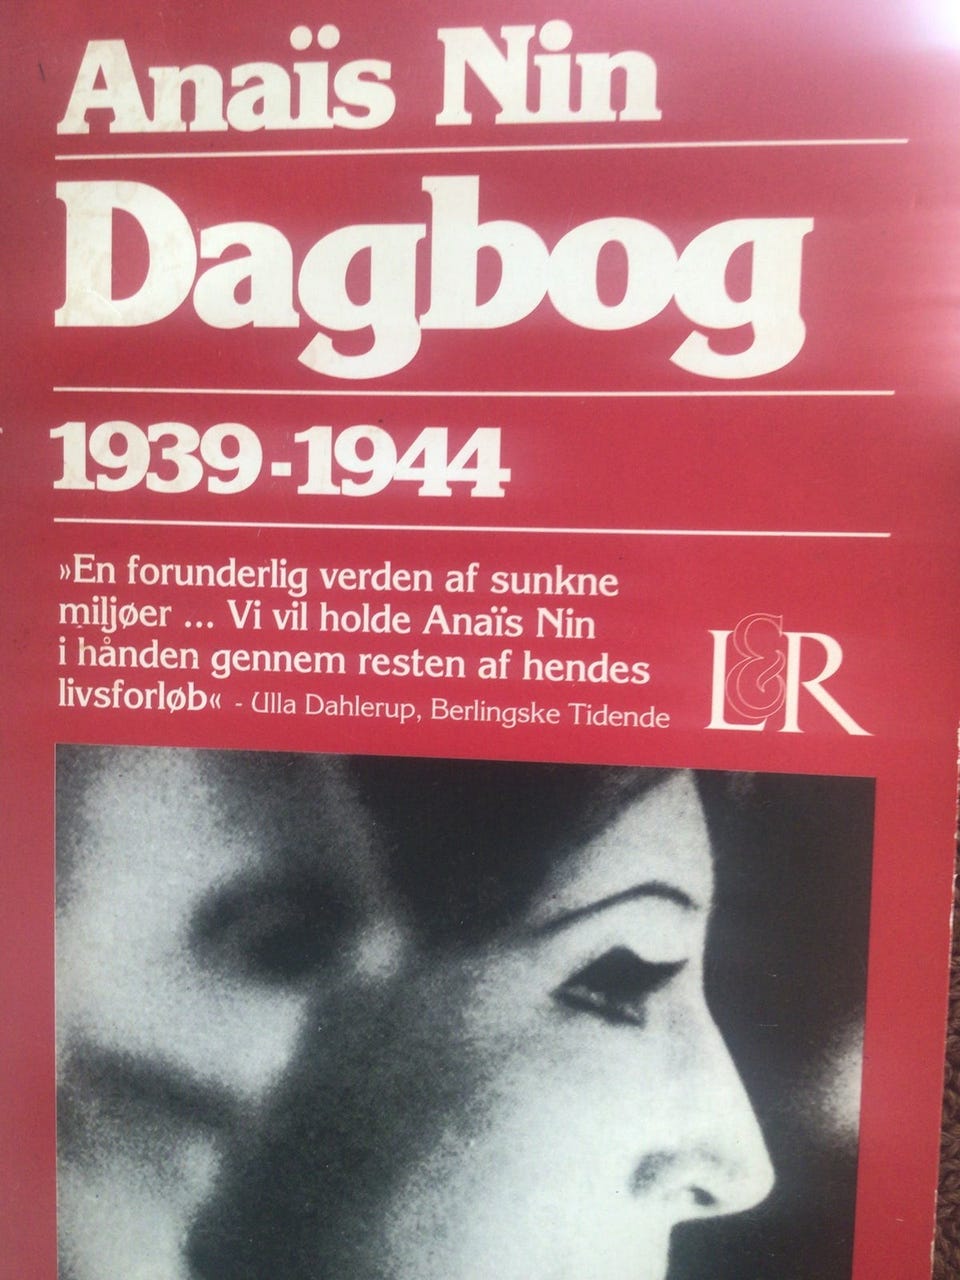 Anaïs Nin
Dagbog
1939-1944
»En forunderlig verden af sunkne
miljøer ... Vi vil holde Anaïs Nin
i hånden gennem resten af hendes
livsforløb« - Ulla Dahlerup, Berlingske Tidende
L&R